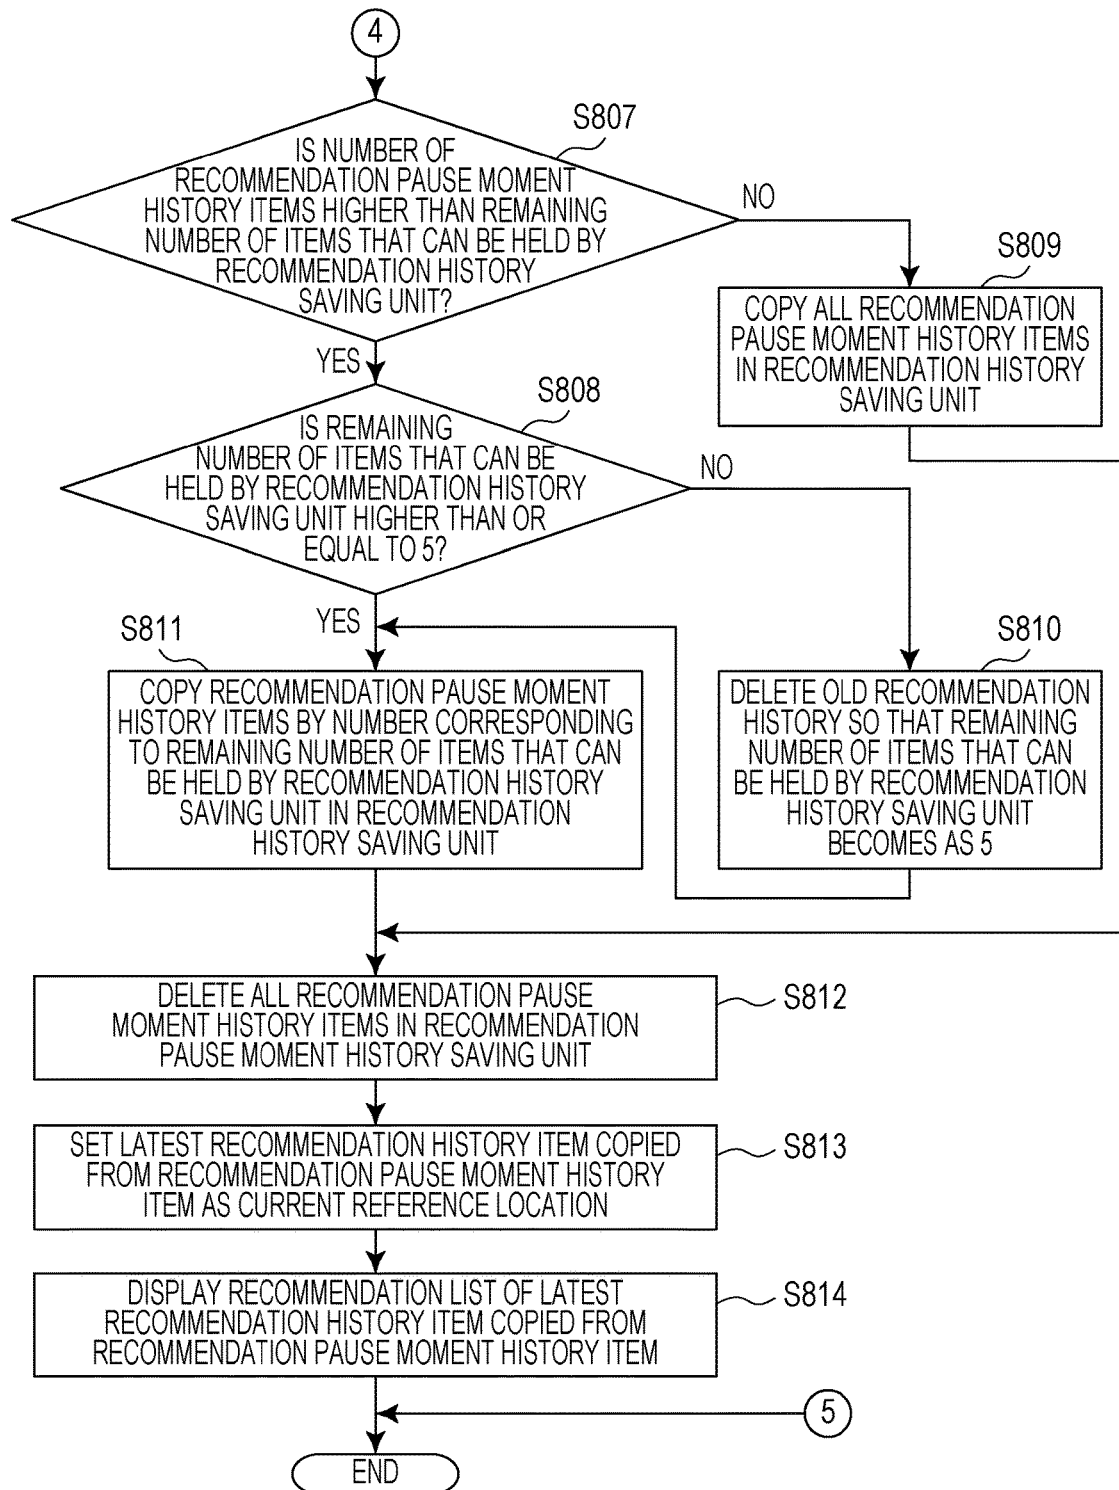 4
S807
IS NUMBER OF
RECOMMENDATION PAUSE MOMENT
HISTORY ITEMS HIGHER THAN REMAINING
NUMBER OF ITEMS THAT CAN BE HELD BY
RECOMMENDATION HISTORY
SAVING UNIT?
NO
YES
S809
COPY ALL RECOMMENDATION
PAUSE MOMENT HISTORY ITEMS
IN RECOMMENDATION HISTORY
SAVING UNIT
S808
IS REMAINING
NUMBER OF ITEMS THAT CAN BE
HELD BY RECOMMENDATION HISTORY
SAVING UNIT HIGHER THAN OR
EQUAL TO 5?
NO
YES
S811
COPY RECOMMENDATION PAUSE MOMENT
HISTORY ITEMS BY NUMBER CORRESPONDING
TO REMAINING NUMBER OF ITEMS THAT CAN
BE HELD BY RECOMMENDATION HISTORY
SAVING UNIT IN RECOMMENDATION
HISTORY SAVING UNIT
S810
DELETE OLD RECOMMENDATION
HISTORY SO THAT REMAINING
NUMBER OF ITEMS THAT CAN
BE HELD BY RECOMMENDATION
HISTORY SAVING UNIT
BECOMES AS 5
DELETE ALL RECOMMENDATION PAUSE
MOMENT HISTORY ITEMS IN RECOMMENDATION
PAUSE MOMENT HISTORY SAVING UNIT
S812
SET LATEST RECOMMENDATION HISTORY ITEM COPIED
FROM RECOMMENDATION PAUSE MOMENT HISTORY
ITEM AS CURRENT REFERENCE LOCATION
S813
DISPLAY RECOMMENDATION LIST OF LATEST
RECOMMENDATION HISTORY ITEM COPIED FROM
RECOMMENDATION PAUSE MOMENT HISTORY ITEM
S814
5
END